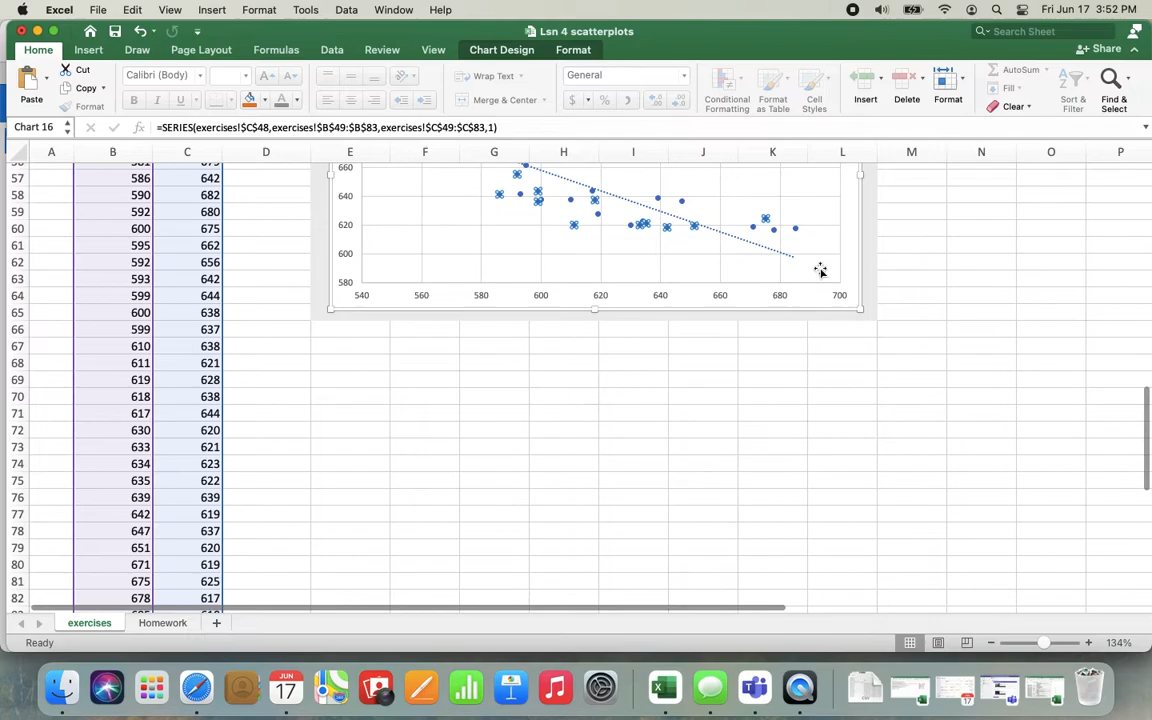 Excel File Edit View Insert Format Tools Data Window Help Fri Jun 17 3:52 PM
Lsn 4 scatterplots Search Sheet
Home Insert Draw Page Layout Formulas Data Review View Chart Design Format Share
Paste Cut Copy Format
Calibri (Body) B I U A
Wrap Text Merge & Center
General $ % )
Conditional Formatting Format as Table Cell Styles
Insert Delete Format
AutoSum Fill Clear
Sort & Filter Find & Select
Chart 16 fx =SERIES(exercises!$C$48,exercises!$B$49:$B$83,exercises!$C$49:$C$83,1)
A B C D E F G H I J K L M N O P
57 586 642
58 590 682
59 592 680
60 600 675
61 595 662
62 592 656
63 593 642
64 599 644
65 600 638
66 599 637
67 610 638
68 611 621
69 619 628
70 618 638
71 617 644
72 630 620
73 633 621
74 634 623
75 635 622
76 639 639
77 642 619
78 647 637
79 651 620
80 671 619
81 675 625
82 678 617
660
640
620
600
580
540 560 580 600 620 640 660 680 700
exercises Homework +
Ready 134%
JUN
17